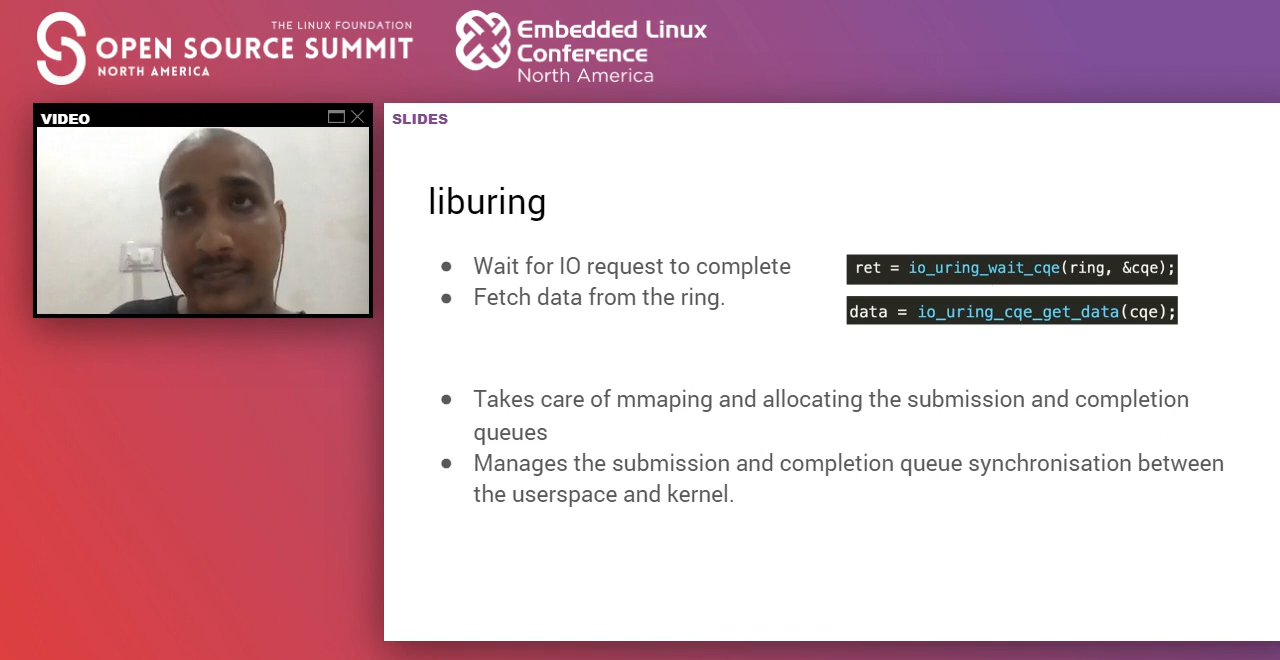 THE LINUX FOUNDATION
OPEN SOURCE SUMMIT
NORTH AMERICA
Embedded Linux
Conference
North America
VIDEO
SLIDES
liburing
● Wait for IO request to complete
● Fetch data from the ring.
ret = io_uring_wait_cqe(ring, &cqe);
data = io_uring_cqe_get_data(cqe);
● Takes care of mmaping and allocating the submission and completion
queues
● Manages the submission and completion queue synchronisation between
the userspace and kernel.